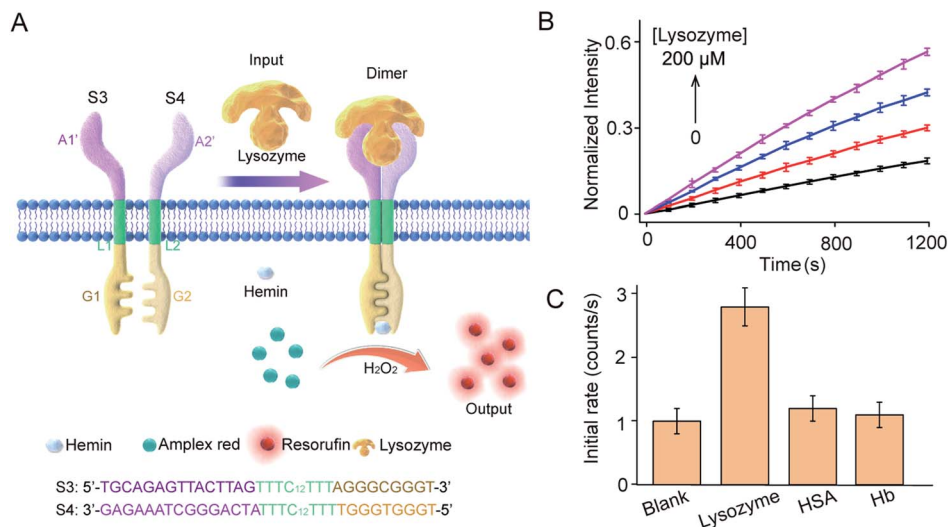 A
S3
S4
A1'
A2'
Input
Lysozyme
Dimer
L1
L2
G1
G2
Hemin
H₂O₂
Output
Hemin
Amplex red
Resorufin
Lysozyme
S3: 5'-TGCAGAGTTACTTAGTTTC₁₂TTTAGGGCGGGT-3'
S4: 3'-GAGAAATCGGGACTATTTC₁₂TTTTGGGTGGGT-5'
B
[Lysozyme]
200 μM
0
Normalized Intensity
0.6
0.3
0
0
400
800
1200
Time (s)
C
Initial rate (counts/s)
3
2
1
0
Blank
Lysozyme
HSA
Hb